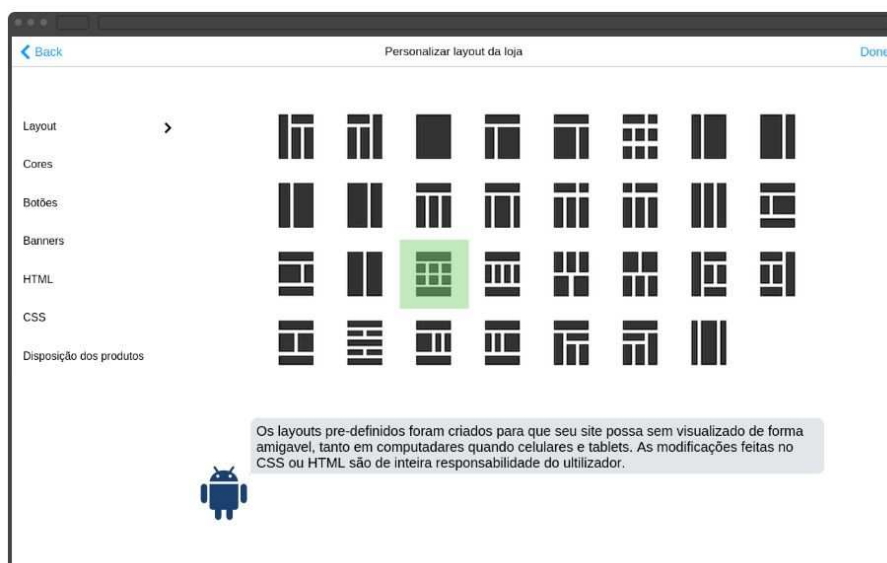 Back
Personalizar layout da loja
Done
Layout
Cores
Botões
Banners
HTML
CSS
Disposição dos produtos
Os layouts pre-definidos foram criados para que seu site possa sem visualizado de forma
amigavel, tanto em computadares quando celulares e tablets. As modificações feitas no
CSS ou HTML são de inteira responsabilidade do ultilizador.